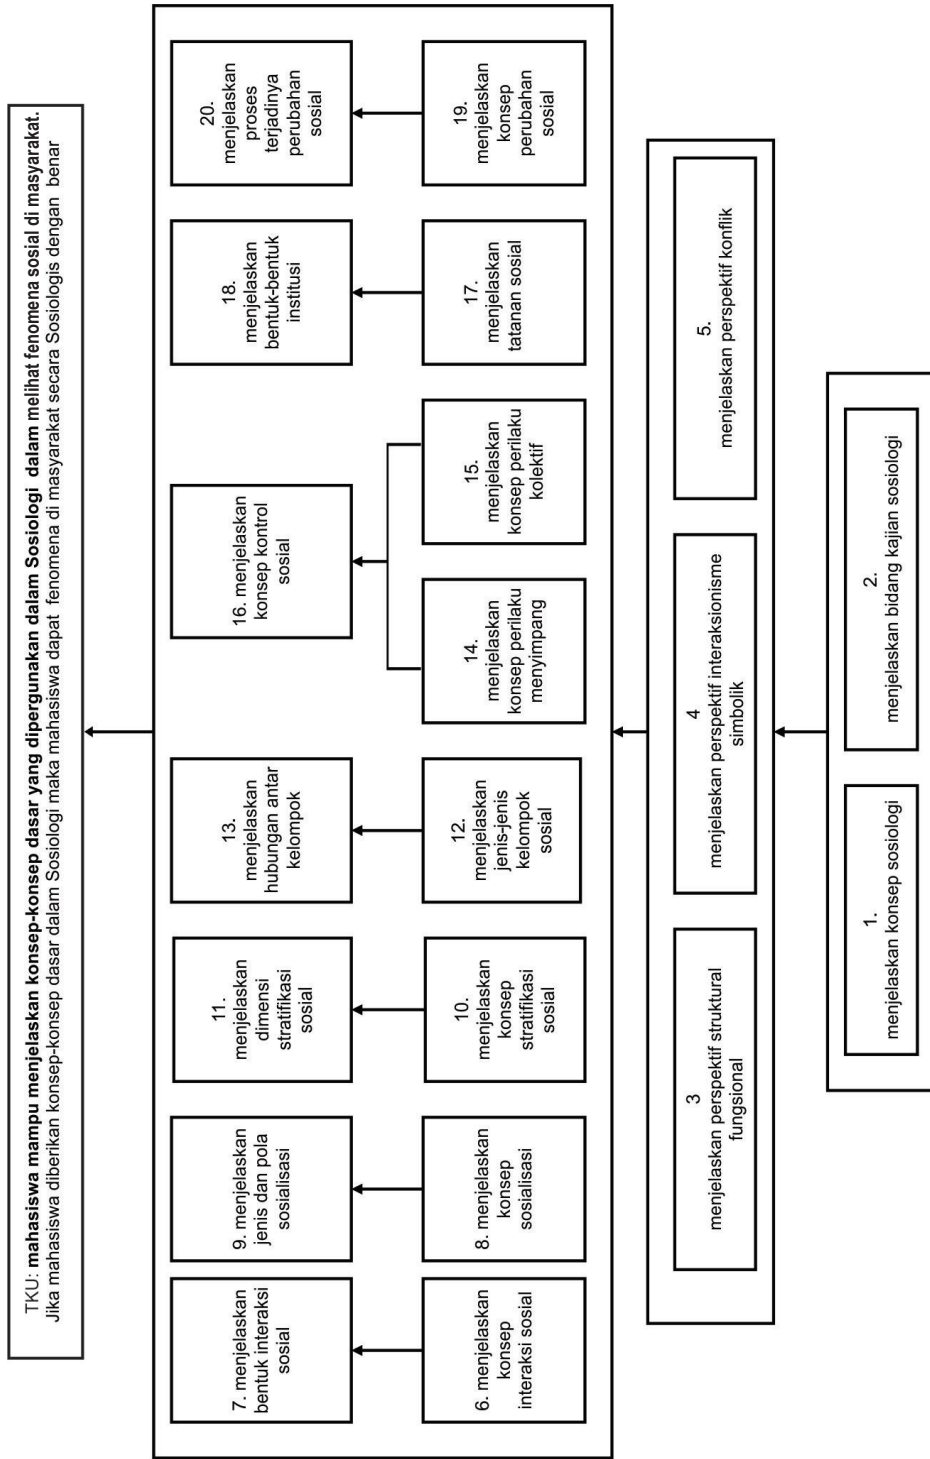 TKU: mahasiswa mampu menjelaskan konsep-konsep dasar yang dipergunakan dalam Sosiologi dalam melihat fenomena sosial di masyarakat.
Jika mahasiswa diberikan konsep-konsep dasar dalam Sosiologi maka mahasiswa dapat fenomena di masyarakat secara Sosiologis dengan benar
7. menjelaskan
bentuk interaksi
sosial
9. menjelaskan
jenis dan pola
sosialisasi
11.
menjelaskan
dimensi
stratifikasi
sosial
13.
menjelaskan
hubungan antar
kelompok
16. menjelaskan
konsep kontrol
sosial
18.
menjelaskan
bentuk-bentuk
institusi
20.
menjelaskan
proses
terjadinya
perubahan
sosial
6. menjelaskan
konsep
interaksi sosial
8. menjelaskan
konsep
sosialisasi
10.
menjelaskan
konsep
stratifikasi
sosial
12.
menjelaskan
jenis-jenis
kelompok
sosial
14.
menjelaskan
konsep perilaku
menyimpang
15.
menjelaskan
konsep perilaku
kolektif
17.
menjelaskan
tatanan sosial
19.
menjelaskan
konsep
perubahan
sosial
3
menjelaskan perspektif struktural
fungsional
4
menjelaskan perspektif interaksionisme
simbolik
5.
menjelaskan perspektif konflik
1.
menjelaskan konsep sosiologi
2.
menjelaskan bidang kajian sosiologi